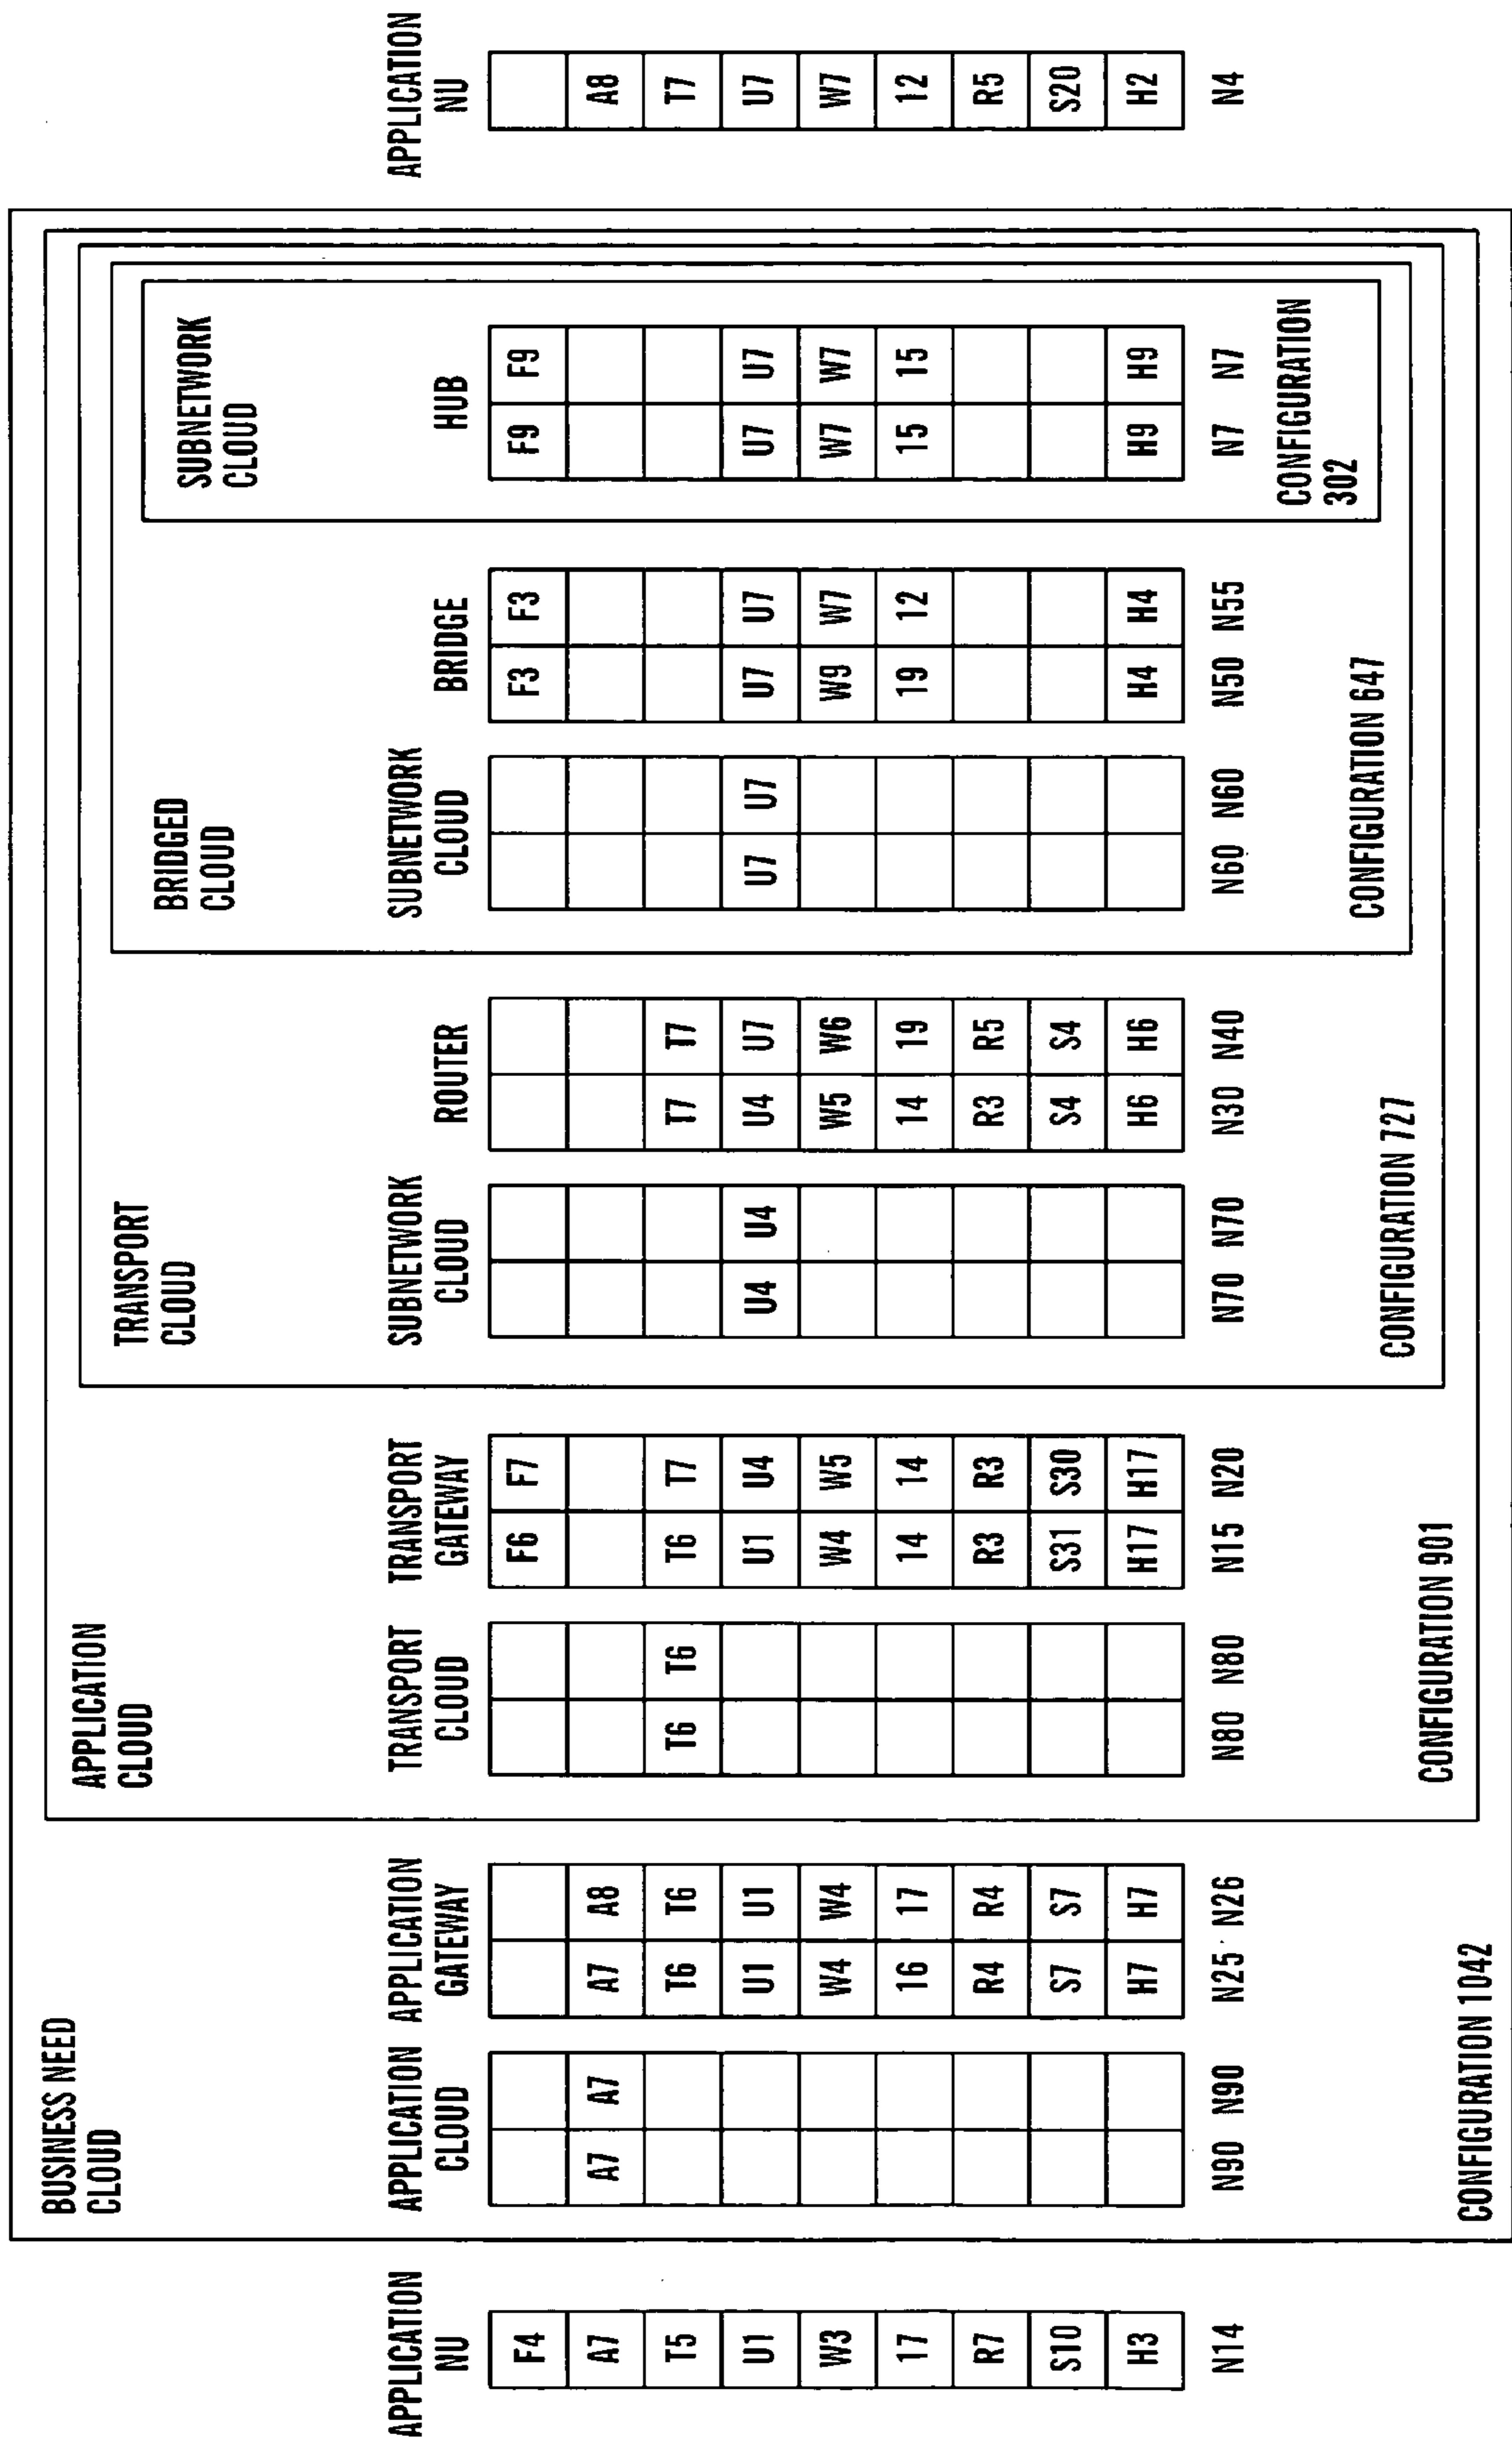 BUSINESS NEED
CLOUD
APPLICATION
CLOUD
TRANSPORT
CLOUD
BRIDGED
CLOUD
SUBNETWORK
CLOUD
APPLICATION
NU
F4
A7
T5
U1
W3
17
R7
S10
H3
N14
APPLICATION
CLOUD
A7 A7
N90 N90
APPLICATION
GATEWAY
A7 A8
T6 T6
U1 U1
W4 W4
16 17
R4 R4
S7 S7
H7 H7
N25 N26
TRANSPORT
CLOUD
T6 T6
N80 N80
TRANSPORT
GATEWAY
F6 F7
T6 T7
U1 U4
W4 W5
14 14
R3 R3
S31 S30
H17 H17
N15 N20
SUBNETWORK
CLOUD
U4 U4
N70 N70
ROUTER
T7 T7
U4 U7
W5 W6
14 19
R3 R5
S4 S4
H6 H6
N30 N40
SUBNETWORK
CLOUD
U7 U7
N60 N60
BRIDGE
F3 F3
U7 U7
W9 W7
19 12
H4 H4
N50 N55
HUB
F9 F9
U7 U7
W7 W7
15 15
H9 H9
N7 N7
APPLICATION
NU
A8
T7
U7
W7
12
R5
S20
H2
N4
CONFIGURATION
302
CONFIGURATION 647
CONFIGURATION 727
CONFIGURATION 901
CONFIGURATION 1042